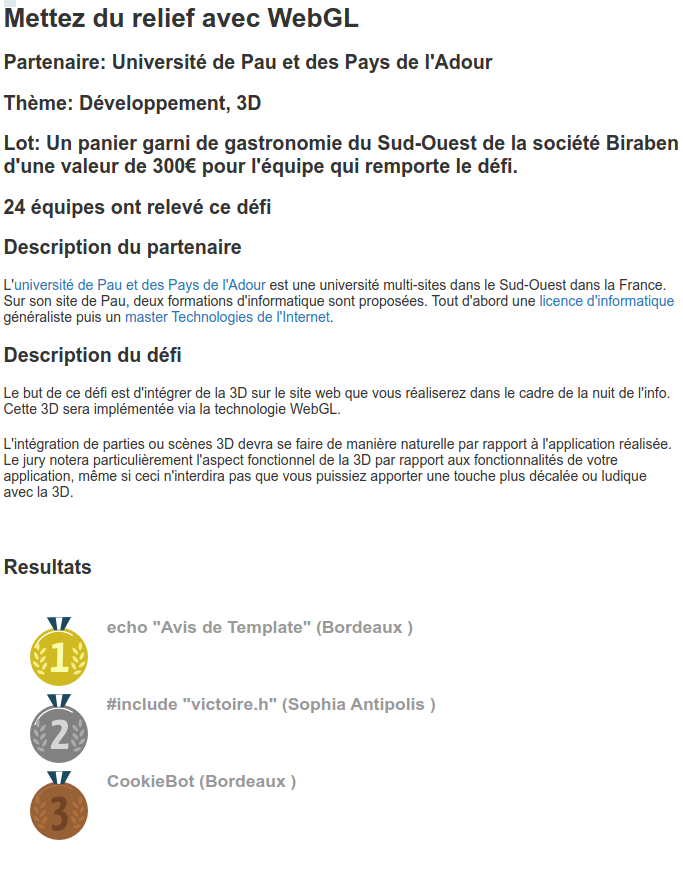 Mettez du relief avec WebGL
Partenaire: Université de Pau et des Pays de l'Adour
Thème: Développement, 3D
Lot: Un panier garni de gastronomie du Sud-Ouest de la société Biraben
d'une valeur de 300€ pour l'équipe qui remporte le défi.
24 équipes ont relevé ce défi
Description du partenaire
L'université de Pau et des Pays de l'Adour est une université multi-sites dans le Sud-Ouest dans la France.
Sur son site de Pau, deux formations d'informatique sont proposées. Tout d'abord une licence d'informatique
généraliste puis un master Technologies de l'Internet.
Description du défi
Le but de ce défi est d'intégrer de la 3D sur le site web que vous réaliserez dans le cadre de la nuit de l'info.
Cette 3D sera implémentée via la technologie WebGL.
L'intégration de parties ou scènes 3D devra se faire de manière naturelle par rapport à l'application réalisée.
Le jury notera particulièrement l'aspect fonctionnel de la 3D par rapport aux fonctionnalités de votre
application, même si ceci n'interdira pas que vous puissiez apporter une touche plus décalée ou ludique
avec la 3D.
Resultats
1 echo "Avis de Template" (Bordeaux )
2 #include "victoire.h" (Sophia Antipolis )
3 CookieBot (Bordeaux )